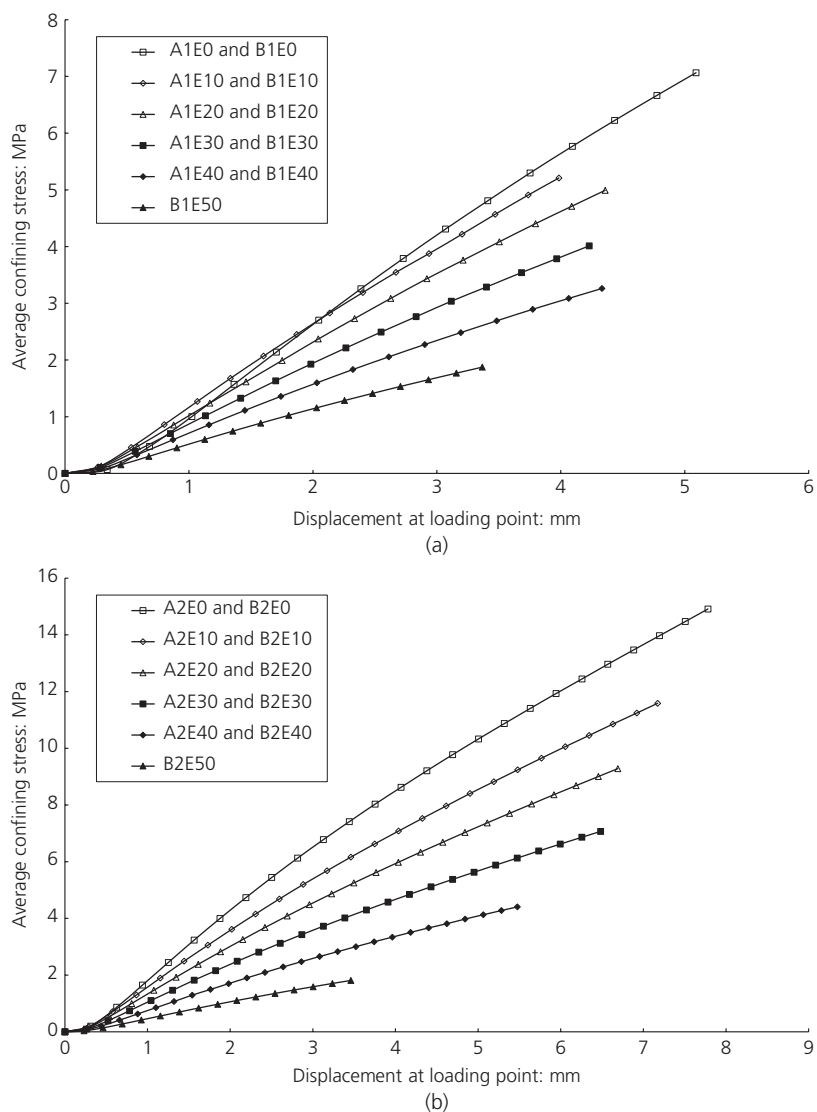 8
7
6
5
4
3
2
1
0
Average confining stress: MPa
A1E0 and B1E0
A1E10 and B1E10
A1E20 and B1E20
A1E30 and B1E30
A1E40 and B1E40
B1E50
0 1 2 3 4 5 6
Displacement at loading point: mm
(a)
16
14
12
10
8
6
4
2
0
Average confining stress: MPa
A2E0 and B2E0
A2E10 and B2E10
A2E20 and B2E20
A2E30 and B2E30
A2E40 and B2E40
B2E50
0 1 2 3 4 5 6 7 8 9
Displacement at loading point: mm
(b)